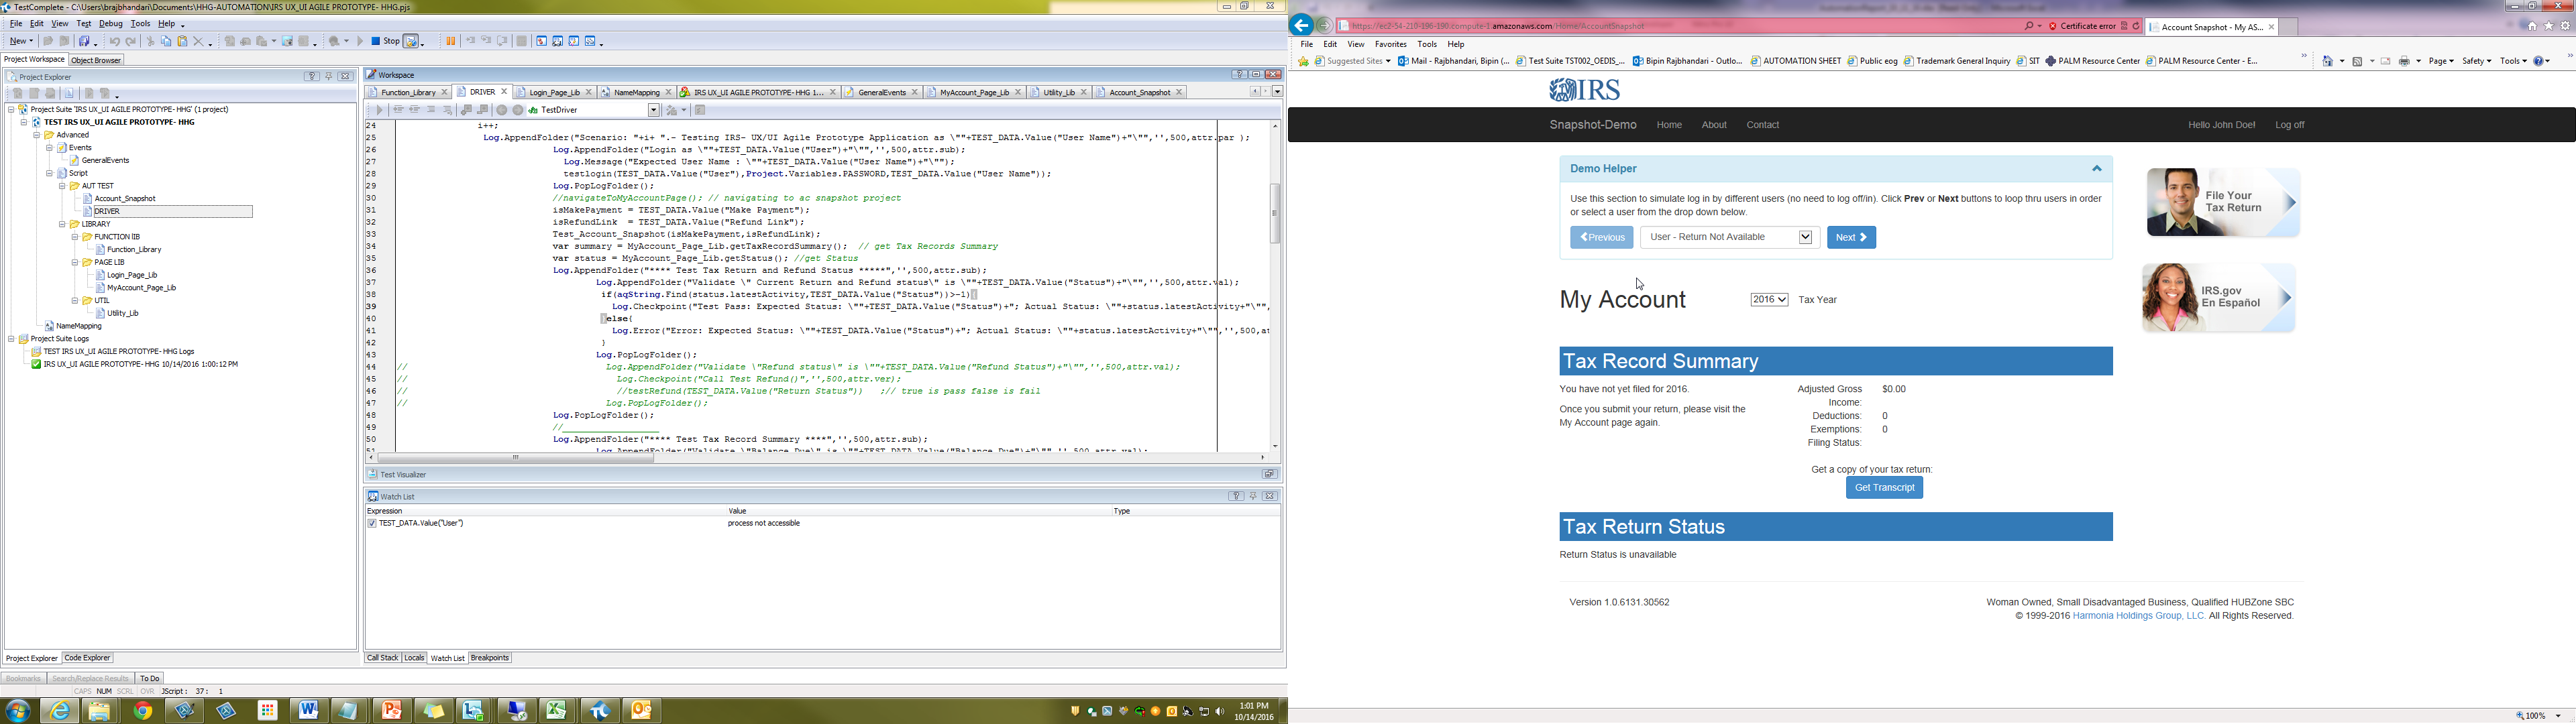 TestComplete - C:\Users\brajbhandari\Documents\HHG-AUTOMATION\IRS UX_UI AGILE PROTOTYPE- HHG.pjs
File Edit View Test Debug Tools Help
New Stop
Project Workspace Object Browser
Project Explorer
Project Suite 'IRS UX_UI AGILE PROTOTYPE- HHG' (1 project)
TEST IRS UX_UI AGILE PROTOTYPE- HHG
Advanced
Events
GeneralEvents
Script
AUT TEST
Account_Snapshot
DRIVER
LIBRARY
FUNCTION lIB
Function_Library
PAGE LIB
Login_Page_Lib
MyAccount_Page_Lib
UTIL
Utility_Lib
NameMapping
Project Suite Logs
TEST IRS UX_UI AGILE PROTOTYPE- HHG Logs
IRS UX_UI AGILE PROTOTYPE- HHG 10/14/2016 1:00:12 PM
Project Explorer Code Explorer
Workspace
Function_Library DRIVER Login_Page_Lib NameMapping IRS UX_UI AGILE PROTOTYPE- HHG 1... GeneralEvents MyAccount_Page_Lib Utility_Lib Account_Snapshot
TestDriver
24 i++;
25 Log.AppendFolder("Scenario: "+i+ ".- Testing IRS- UX/UI Agile Prototype Application as \""+TEST_DATA.Value("User Name")+"\"",'',500,attr.par );
26 Log.AppendFolder("Login as \""+TEST_DATA.Value("User")+"\"",'',500,attr.sub);
27 Log.Message("Expected User Name : \""+TEST_DATA.Value("User Name")+"\"");
28 testlogin(TEST_DATA.Value("User"),Project.Variables.PASSWORD,TEST_DATA.Value("User Name"));
29 Log.PopLogFolder();
30 //navigateToMyAccountPage(); // navigating to ac snapshot project
31 isMakePayment = TEST_DATA.Value("Make Payment");
32 isRefundLink = TEST_DATA.Value("Refund Link");
33 Test_Account_Snapshot(isMakePayment,isRefundLink);
34 var summary = MyAccount_Page_Lib.getTaxRecordSummary(); // get Tax Records Summary
35 var status = MyAccount_Page_Lib.getStatus(); //get Status
36 Log.AppendFolder("**** Test Tax Return and Refund Status *****",'',500,attr.sub);
37 Log.AppendFolder("Validate \" Current Return and Refund status\" is \""+TEST_DATA.Value("Status")+"\"",'',500,attr.val);
38 if(aqString.Find(status.latestActivity,TEST_DATA.Value("Status"))>-1){
39 Log.Checkpoint("Test Pass: Expected Status: \""+TEST_DATA.Value("Status")+"; Actual Status: \""+status.latestActivity+"\"",
40 }else{
41 Log.Error("Error: Expected Status: \""+TEST_DATA.Value("Status")+"; Actual Status: \""+status.latestActivity+"\"",'',500,at
42 }
43 Log.PopLogFolder();
44 // Log.AppendFolder("Validate \"Refund status\" is \""+TEST_DATA.Value("Refund Status")+"\"",'',500,attr.val);
45 // Log.Checkpoint("Call Test Refund()",'',500,attr.ver);
46 // //testRefund(TEST_DATA.Value("Return Status")) ;// true is pass false is fail
47 // Log.PopLogFolder();
48 Log.PopLogFolder();
49 //____________________
50 Log.AppendFolder("**** Test Tax Record Summary ****",'',500,attr.sub);
51 Log.AppendFolder("Validate \"Balance Due\" is \""+TEST_DATA.Value("Balance Due")+"\"",'',500,attr.val);
Test Visualizer
Watch List
Expression Value Type
TEST_DATA.Value("User") process not accessible
Call Stack Locals Watch List Breakpoints
Bookmarks Search/Replace Results To Do
CAPS NUM SCRL OVR JScript : 37 : 1
1:01 PM
10/14/2016
https://ec2-54-210-196-190.compute-1.amazonaws.com/Home/AccountSnapshot Certificate error Account Snapshot - My AS...
File Edit View Favorites Tools Help
Suggested Sites Mail - Rajbhandari, Bipin (... Test Suite TST002_OEDIS_... Bipin Rajbhandari - Outlo... AUTOMATION SHEET Public eog Trademark General Inquiry SIT PALM Resource Center PALM Resource Center - E... Page Safety Tools
IRS
Snapshot-Demo Home About Contact Hello John Doe! Log off
Demo Helper
Use this section to simulate log in by different users (no need to log off/in). Click Prev or Next buttons to loop thru users in order
or select a user from the drop down below.
Previous User - Return Not Available Next
File Your
Tax Return
IRS.gov
En Español
My Account 2016 Tax Year
Tax Record Summary
You have not yet filed for 2016.
Once you submit your return, please visit the
My Account page again.
Adjusted Gross $0.00
Income:
Deductions: 0
Exemptions: 0
Filing Status:
Get a copy of your tax return:
Get Transcript
Tax Return Status
Return Status is unavailable
Version 1.0.6131.30562
Woman Owned, Small Disadvantaged Business, Qualified HUBZone SBC
© 1999-2016 Harmonia Holdings Group, LLC. All Rights Reserved.
100%